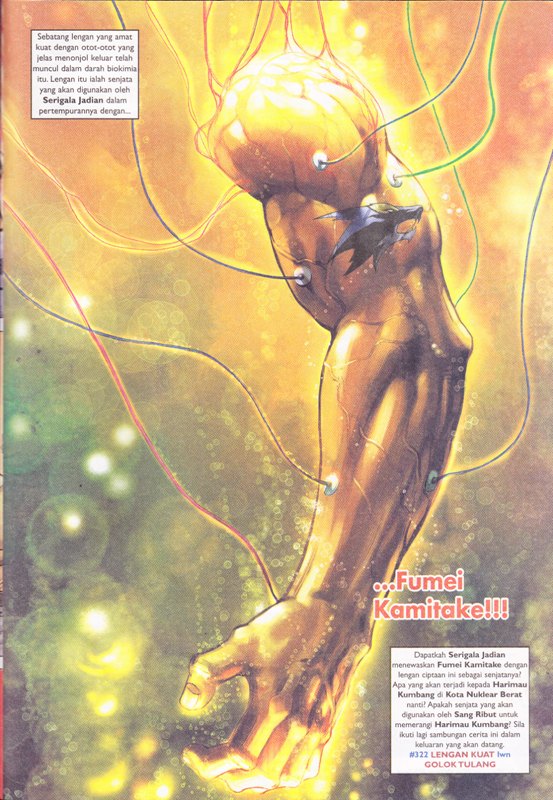 Sebatang lengan yang amat
kuat dengan otot-otot yang
jelas menonjol keluar telah
muncul dalam darah biokimia
itu. Lengan itu ialah senjata
yang akan digunakan oleh
Serigala Jadian dalam
pertempurannya dengan...
...Fumei
Kamitake!!!
Dapatkah Serigala Jadian
menewaskan Fumei Kamitake dengan
lengan ciptaan ini sebagai senjatanya?
Apa yang akan terjadi kepada Harimau
Kumbang di Kota Nuklear Berat
nanti? Apakah senjata yang akan
digunakan oleh Sang Ribut untuk
memerangi Harimau Kumbang? Sila
ikuti lagi sambungan cerita ini dalam
keluaran yang akan datang.
#322 LENGAN KUAT lwn
GOLOK TULANG